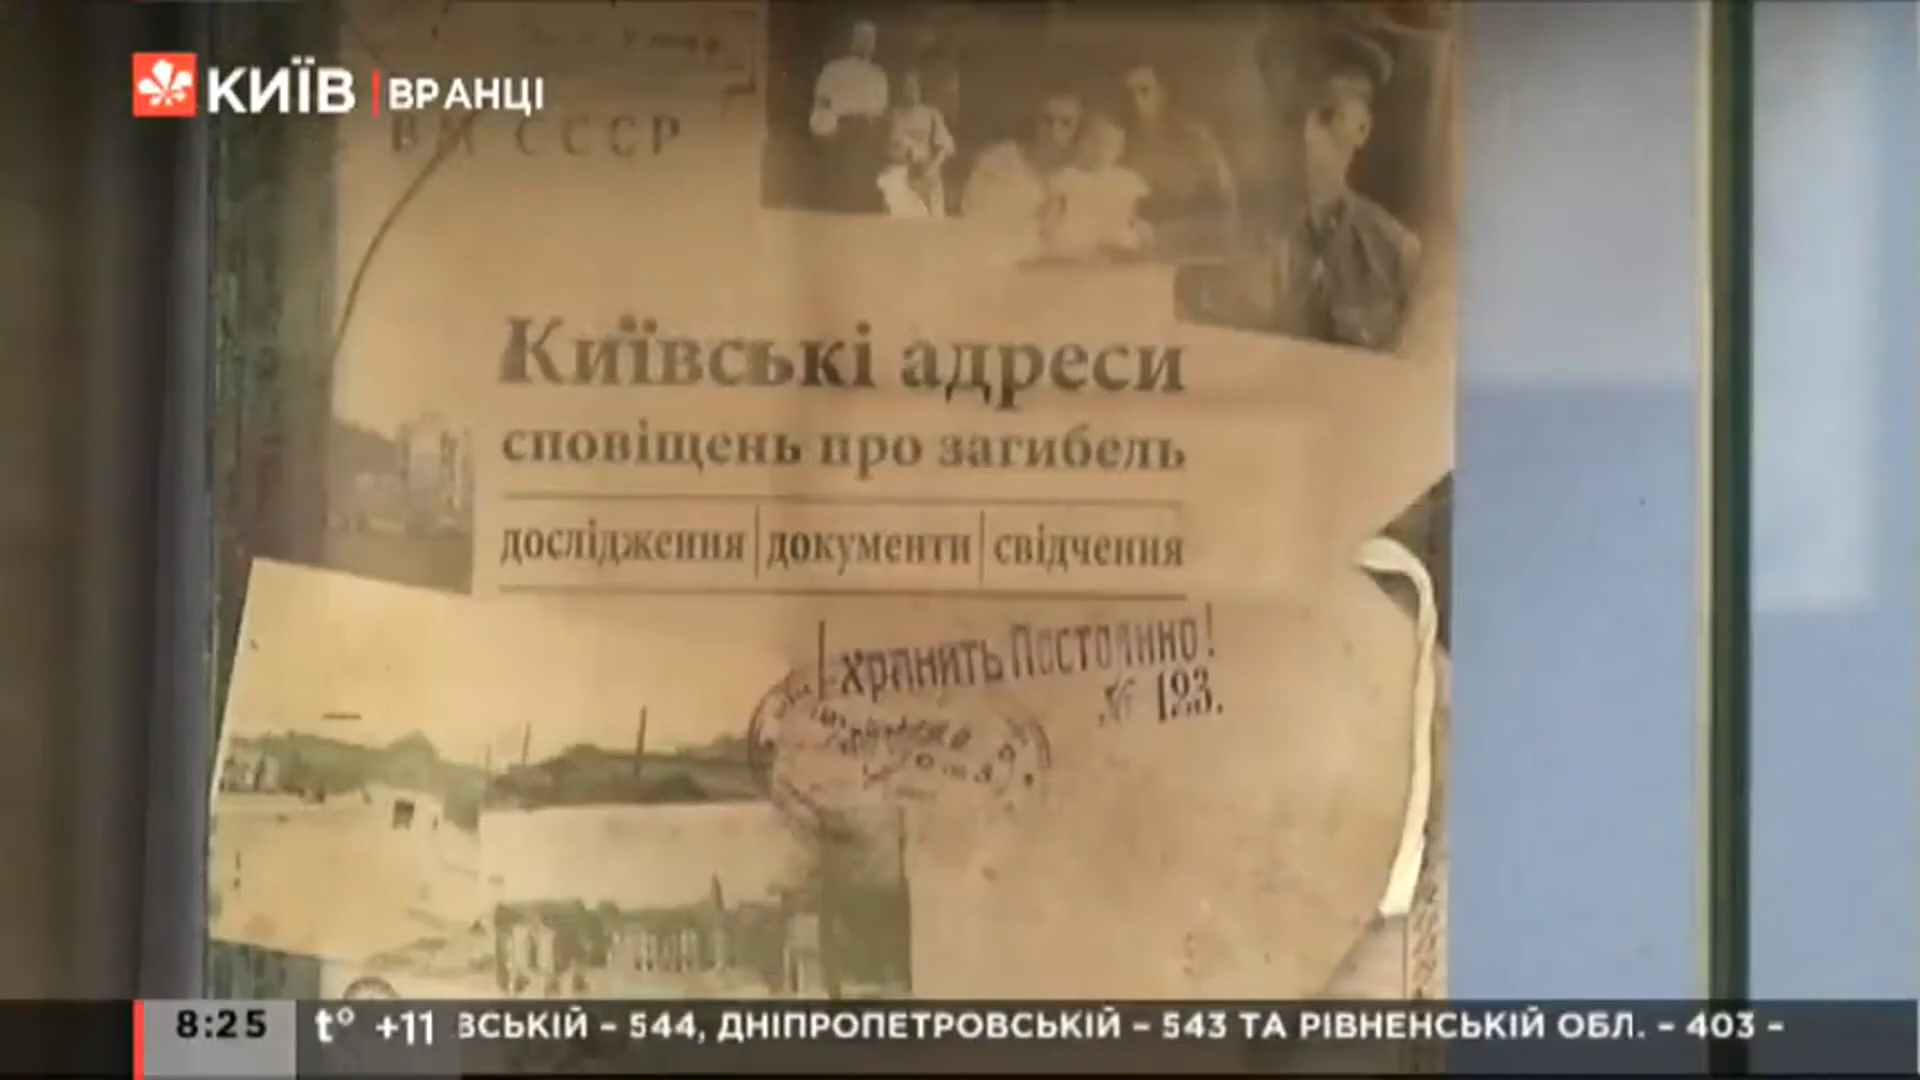 КИЇВ ВРАНЦІ
СССР
Київські адреси
сповіщень про загибель
дослідження документи свідчення
ХРАНИТЬ ПОСТОЯННО!
№ 123.
8:25 t° +11 ВСЬКІЙ – 544, ДНІПРОПЕТРОВСЬКІЙ – 543 ТА РІВНЕНСЬКІЙ ОБЛ. – 403 –